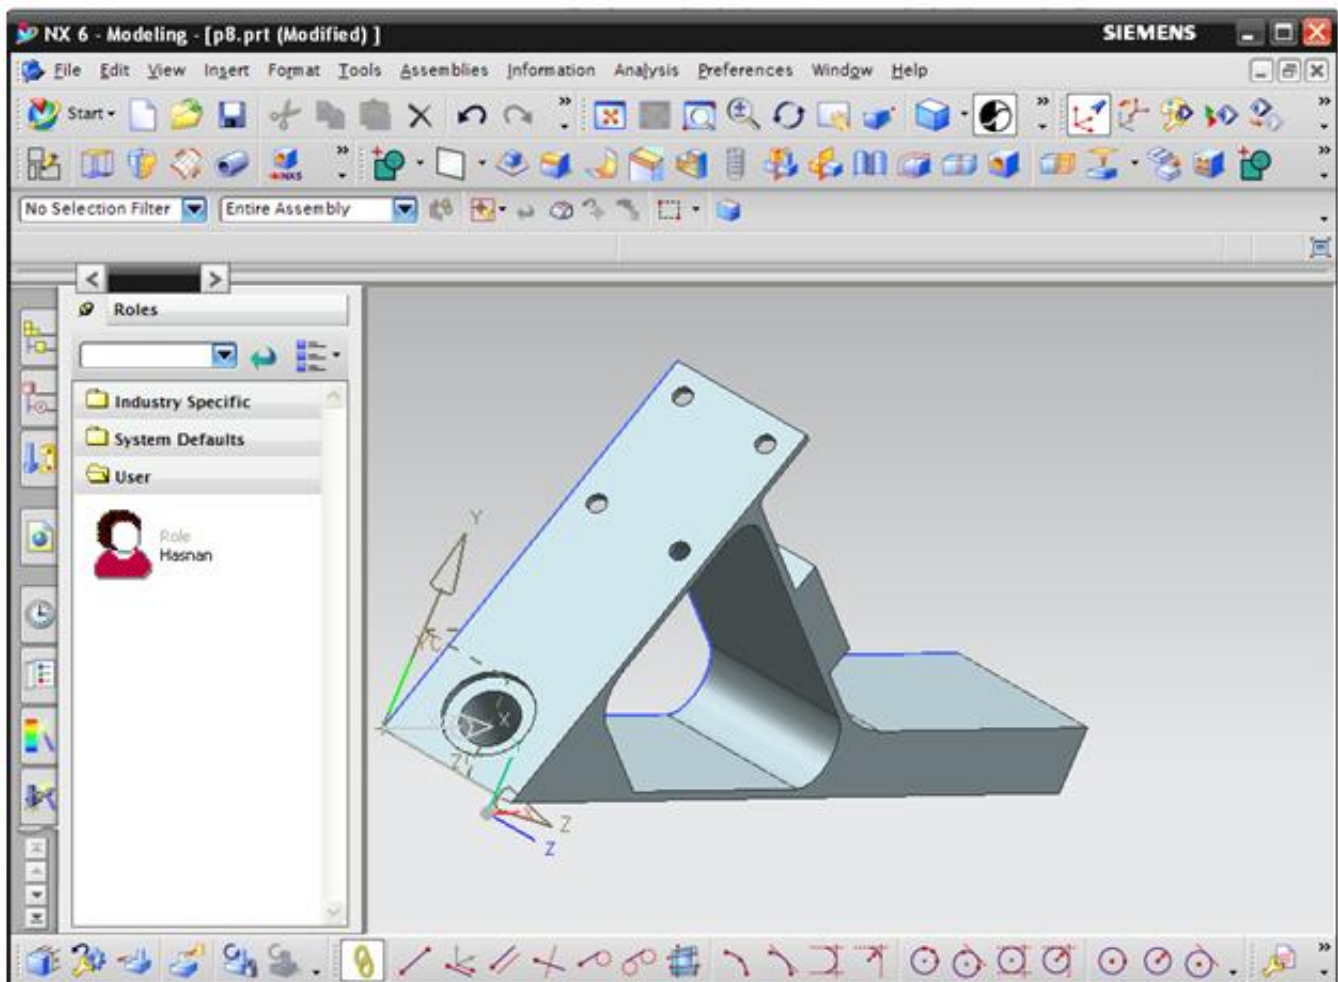 NX 6 - Modeling - [p8.prt (Modified) ]
SIEMENS
File Edit View Insert Format Tools Assemblies Information Analysis Preferences Window Help
Start
NX5
No Selection Filter
Entire Assembly
Roles
Industry Specific
System Defaults
User
Role
Hasnan
Y
X
Z
Z